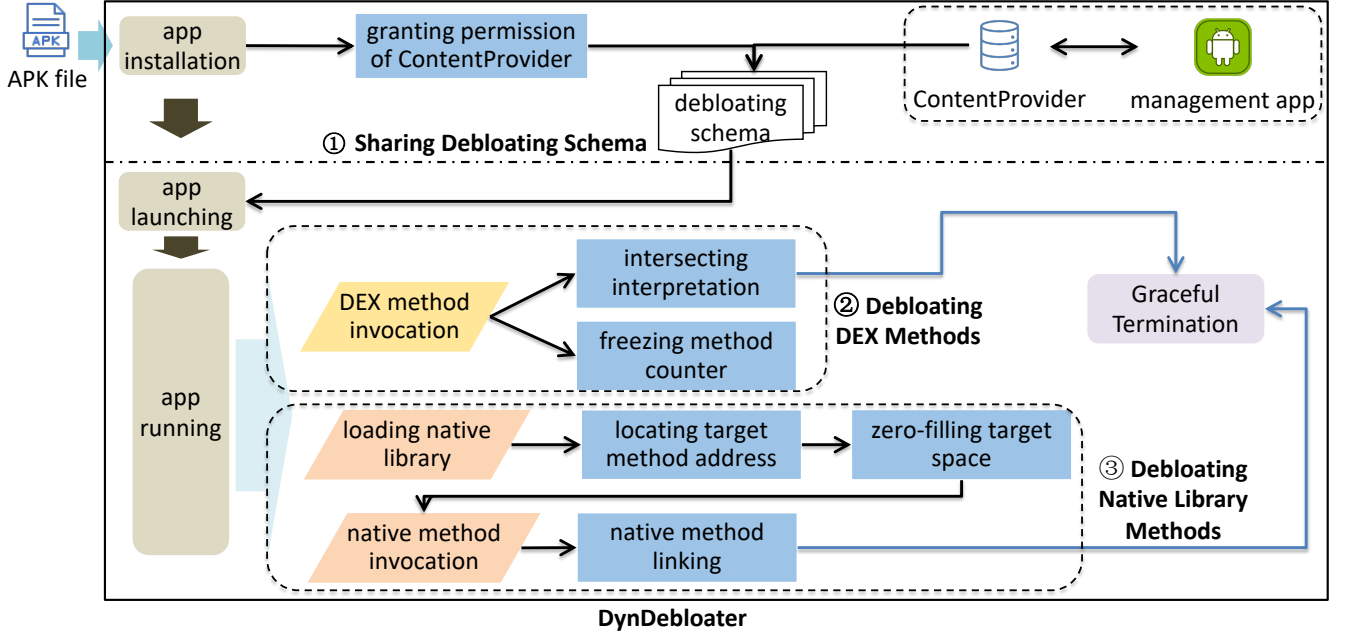 APK
APK file
app
installation
granting permission
of ContentProvider
ContentProvider
management app
debloating
schema
① Sharing Debloating Schema
app
launching
app
running
DEX method
invocation
intersecting
interpretation
freezing method
counter
② Debloating
DEX Methods
Graceful
Termination
loading native
library
locating target
method address
zero-filling target
space
native method
invocation
native method
linking
③ Debloating
Native Library
Methods
DynDebloater